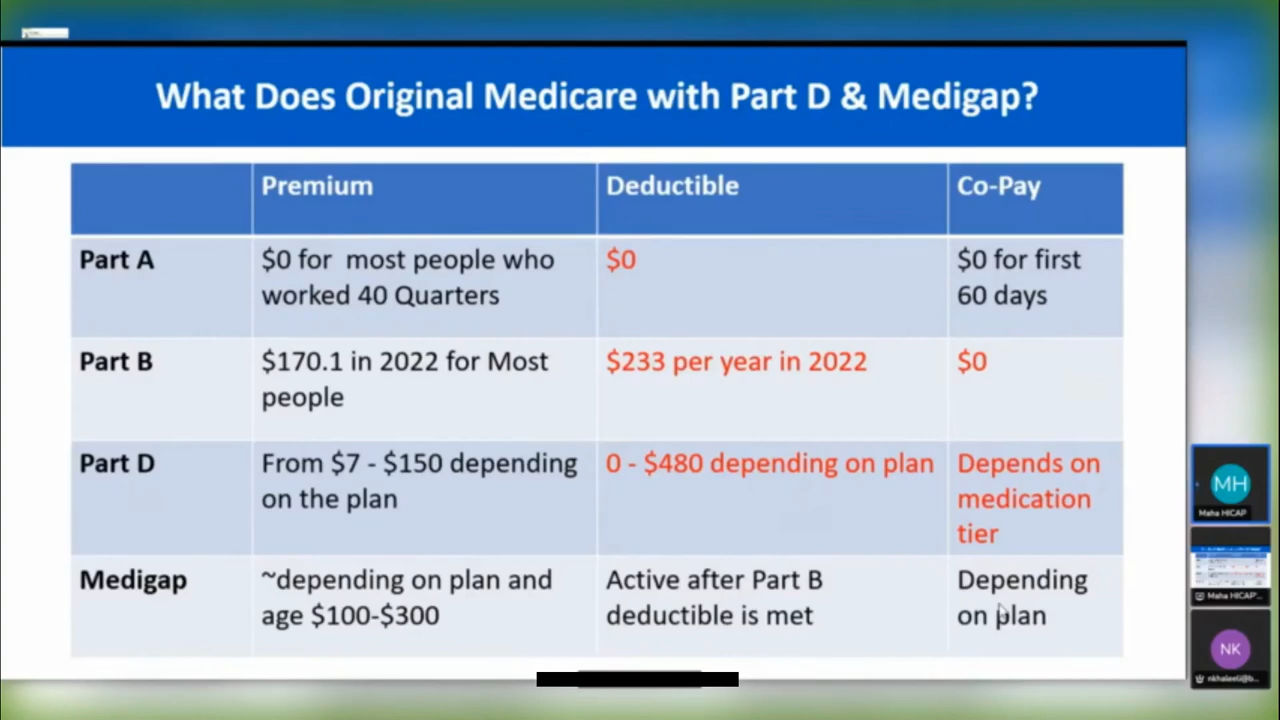 What Does Original Medicare with Part D & Medigap?
Premium
Deductible
Co-Pay
Part A
$0 for most people who
worked 40 Quarters
$0
$0 for first
60 days
Part B
$170.1 in 2022 for Most
people
$233 per year in 2022
$0
Part D
From $7 - $150 depending
on the plan
0 - $480 depending on plan
Depends on
medication
tier
Medigap
~depending on plan and
age $100-$300
Active after Part B
deductible is met
Depending
on plan
MH
Maha HICAP
Maha HICAP'...
NK
nkhaleeli@b...